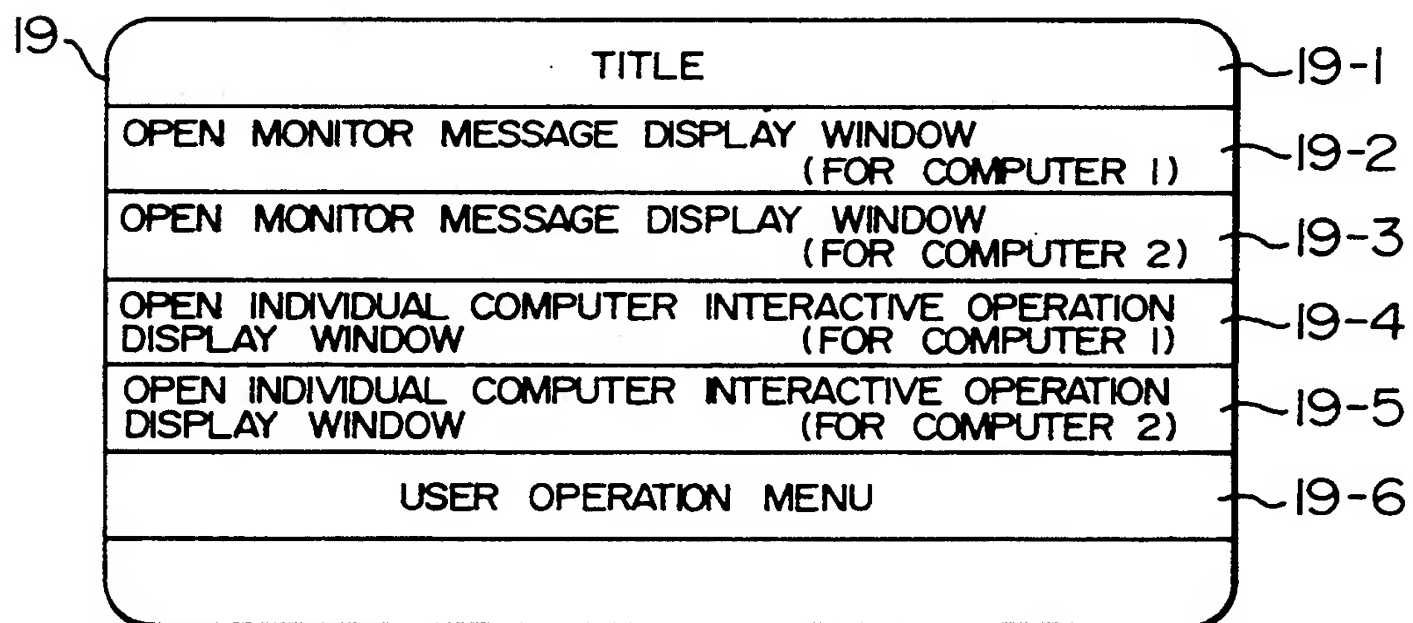 19
TITLE
19-1
OPEN MONITOR MESSAGE DISPLAY WINDOW
(FOR COMPUTER 1)
19-2
OPEN MONITOR MESSAGE DISPLAY WINDOW
(FOR COMPUTER 2)
19-3
OPEN INDIVIDUAL COMPUTER INTERACTIVE OPERATION
DISPLAY WINDOW (FOR COMPUTER 1)
19-4
OPEN INDIVIDUAL COMPUTER INTERACTIVE OPERATION
DISPLAY WINDOW (FOR COMPUTER 2)
19-5
USER OPERATION MENU
19-6